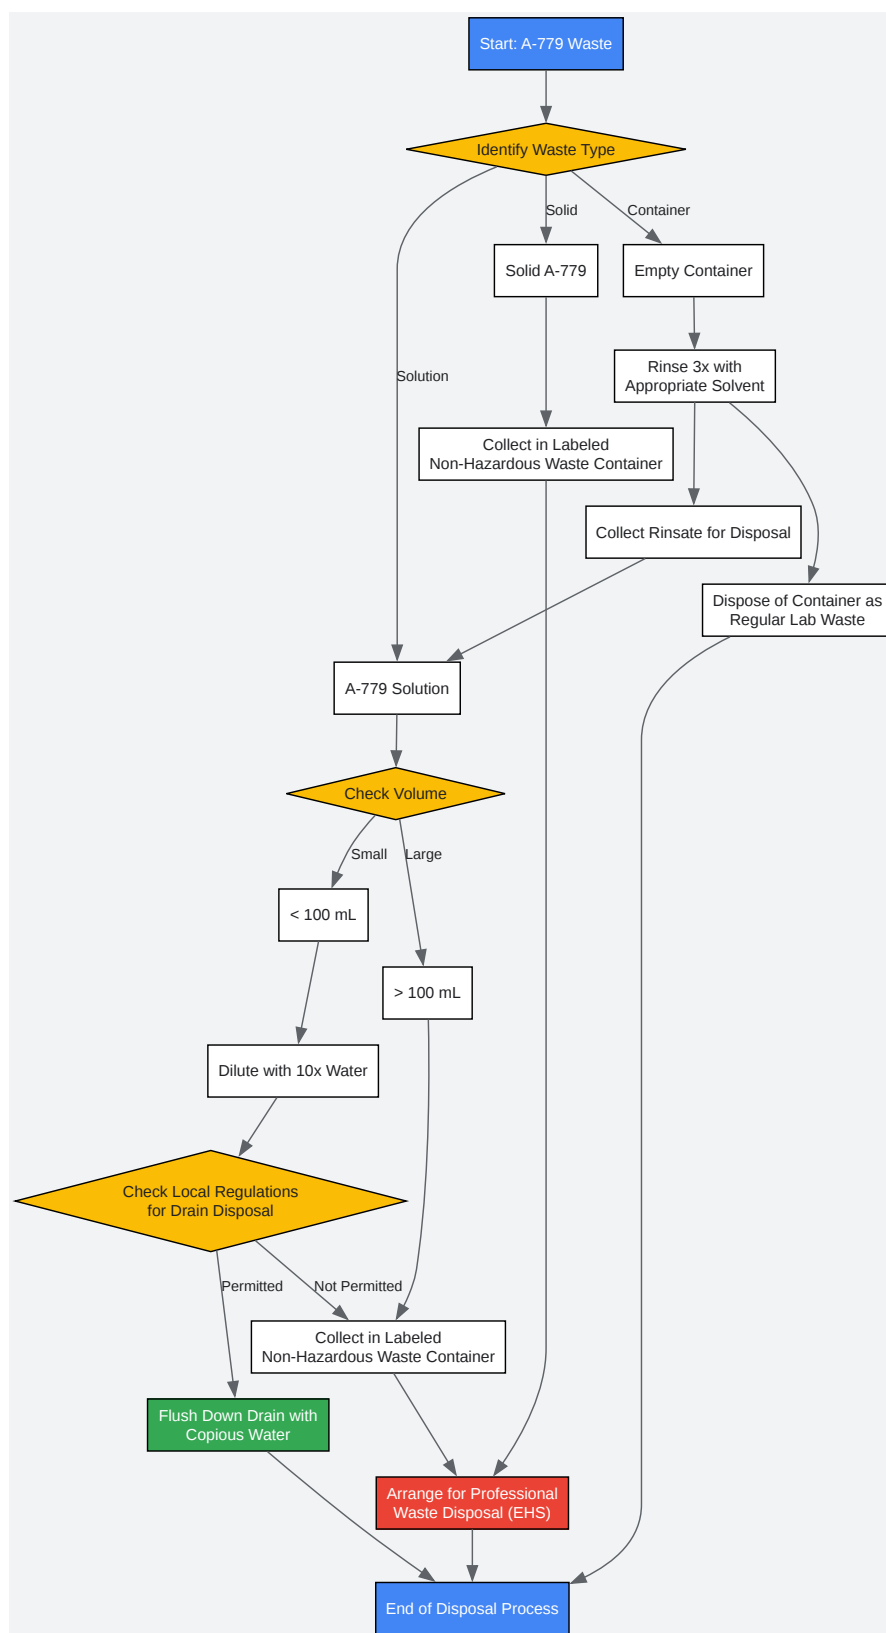 Start: A-779 Waste
Identify Waste Type
Solid
Container
Solid A-779
Empty Container
Rinse 3x with
Appropriate Solvent
Solution
Collect in Labeled
Non-Hazardous Waste Container
Collect Rinsate for Disposal
Dispose of Container as
Regular Lab Waste
A-779 Solution
Check Volume
Small
Large
< 100 mL
> 100 mL
Dilute with 10x Water
Check Local Regulations
for Drain Disposal
Permitted
Not Permitted
Collect in Labeled
Non-Hazardous Waste Container
Flush Down Drain with
Copious Water
Arrange for Professional
Waste Disposal (EHS)
End of Disposal Process